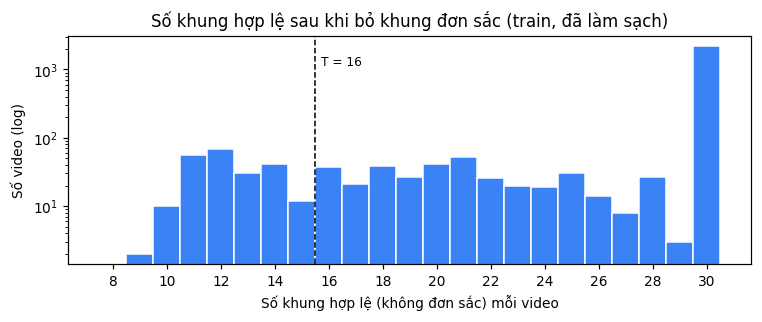 Số khung hợp lệ sau khi bỏ khung đơn sắc (train, đã làm sạch)
T = 16
Số video (log)
10³
10²
10¹
8 10 12 14 16 18 20 22 24 26 28 30
Số khung hợp lệ (không đơn sắc) mỗi video